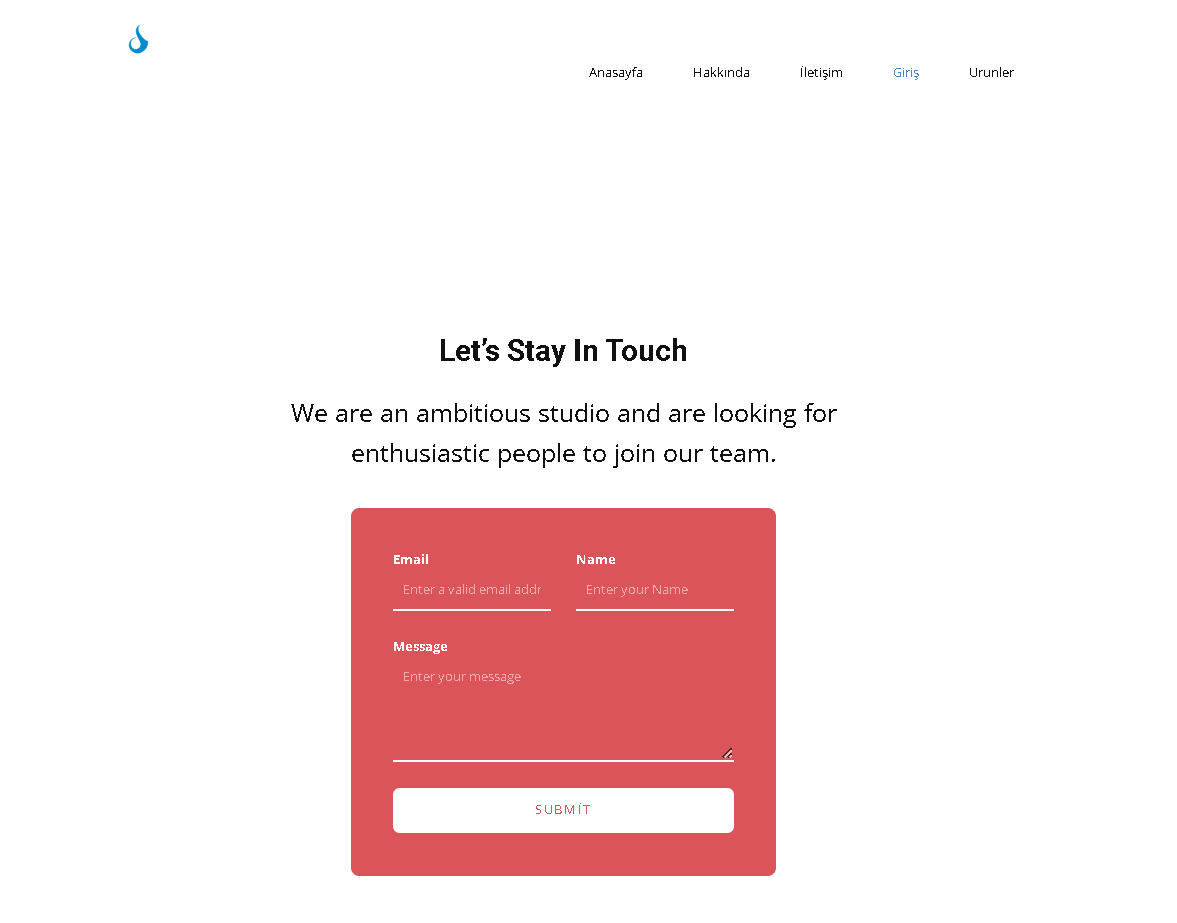 Anasayfa Hakkında İletişim Giriş Urunler
Let’s Stay In Touch
We are an ambitious studio and are looking for
enthusiastic people to join our team.
Email Name
Enter a valid email addr Enter your Name
Message
Enter your message
SUBMİT